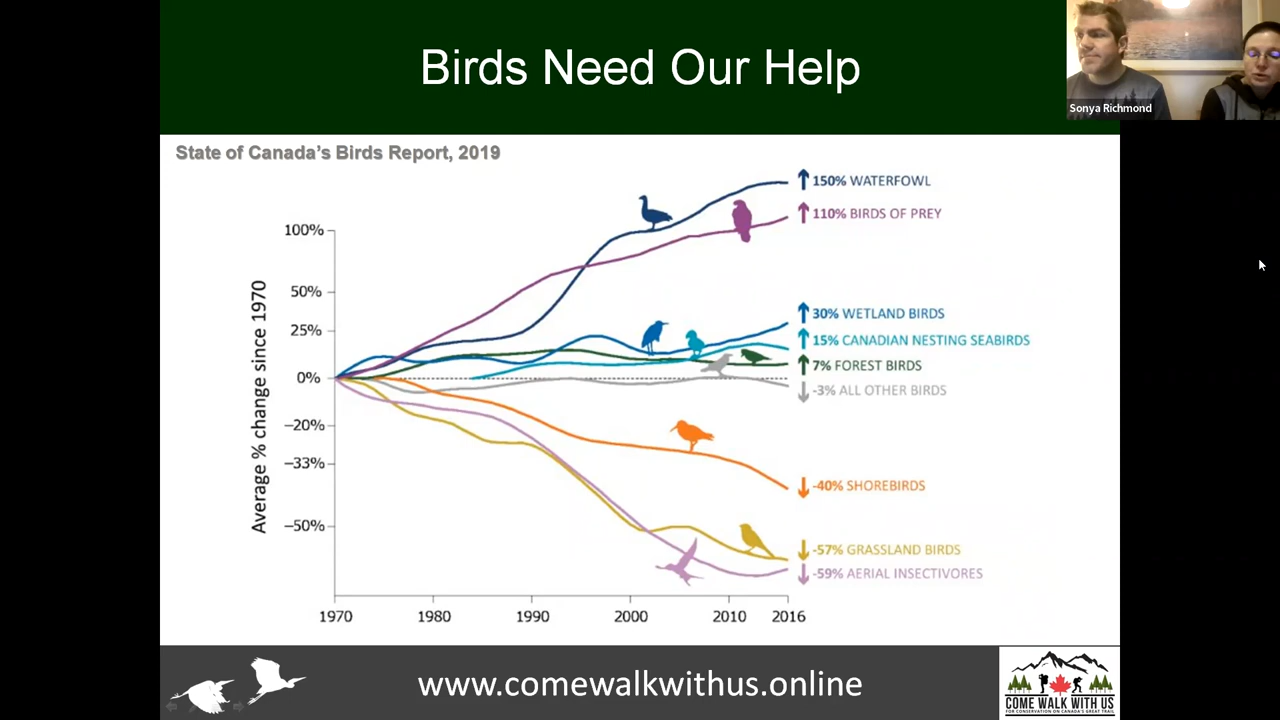 Birds Need Our Help
Sonya Richmond
State of Canada's Birds Report, 2019
Average % change since 1970
100%
50%
25%
0%
−20%
−33%
−50%
1970
1980
1990
2000
2010
2016
150% WATERFOWL
110% BIRDS OF PREY
30% WETLAND BIRDS
15% CANADIAN NESTING SEABIRDS
7% FOREST BIRDS
-3% ALL OTHER BIRDS
-40% SHOREBIRDS
-57% GRASSLAND BIRDS
-59% AERIAL INSECTIVORES
www.comewalkwithus.online
COME WALK WITH US
FOR CONSERVATION ON CANADA'S GREAT TRAIL